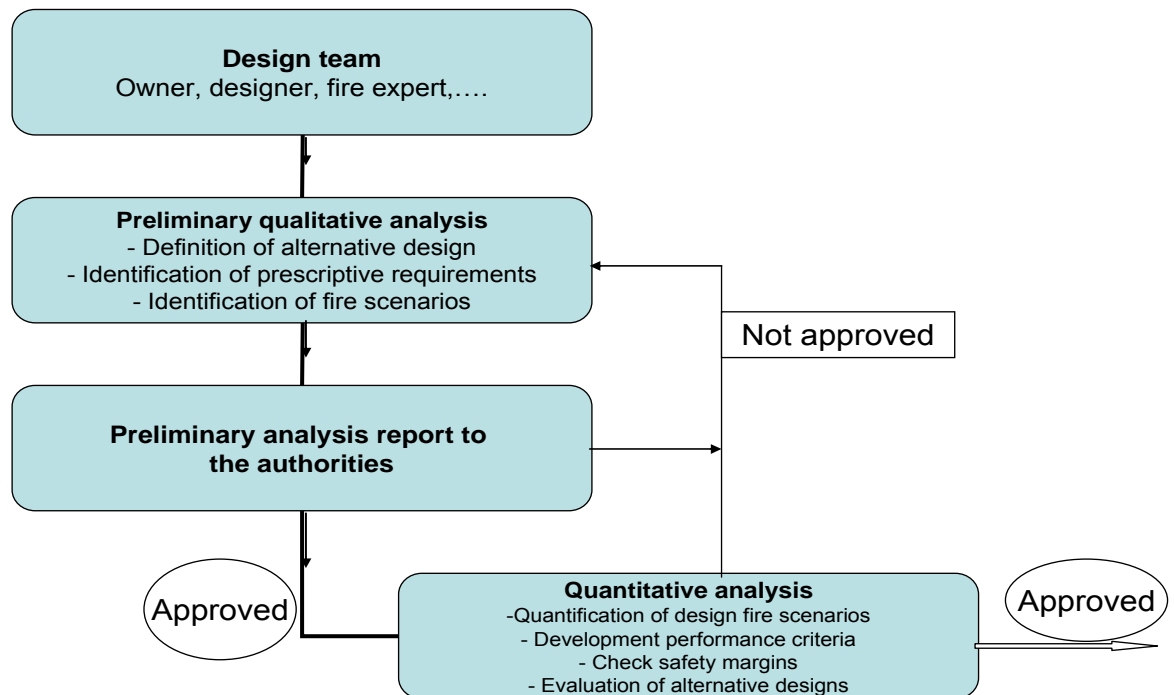 Design team
Owner, designer, fire expert,….
Preliminary qualitative analysis
- Definition of alternative design
- Identification of prescriptive requirements
- Identification of fire scenarios
Not approved
Preliminary analysis report to
the authorities
Approved
Quantitative analysis
-Quantification of design fire scenarios
- Development performance criteria
- Check safety margins
- Evaluation of alternative designs
Approved